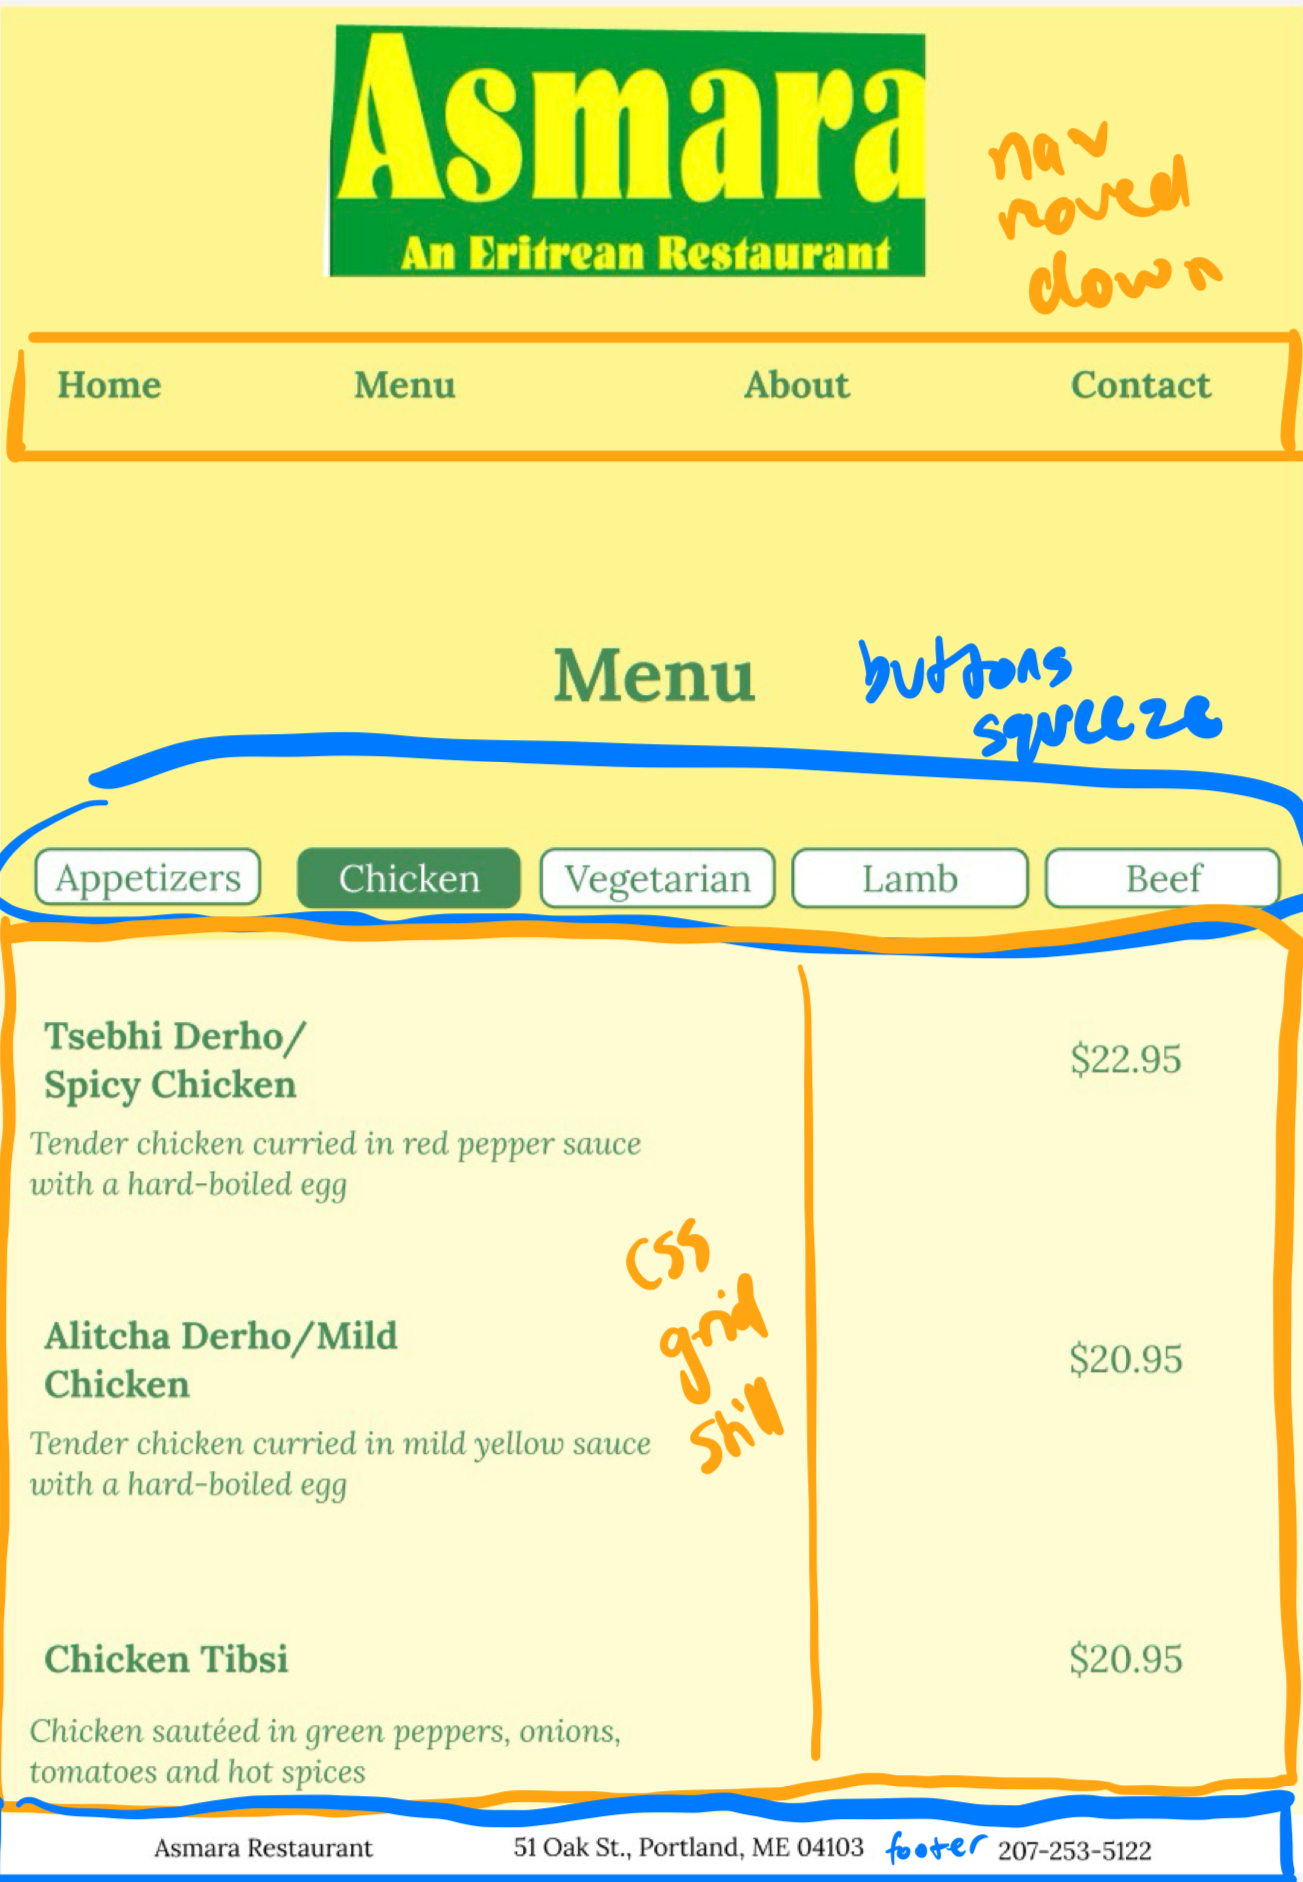 Asmara
An Eritrean Restaurant
nav
moved
down
Home Menu About Contact
Menu
buttons
squeeze
Appetizers Chicken Vegetarian Lamb Beef
Tsebhi Derho/
Spicy Chicken
$22.95
Tender chicken curried in red pepper sauce
with a hard-boiled egg
css
grid
still
Alitcha Derho/Mild
Chicken
$20.95
Tender chicken curried in mild yellow sauce
with a hard-boiled egg
Chicken Tibsi
$20.95
Chicken sautéed in green peppers, onions,
tomatoes and hot spices
Asmara Restaurant 51 Oak St., Portland, ME 04103 footer 207-253-5122